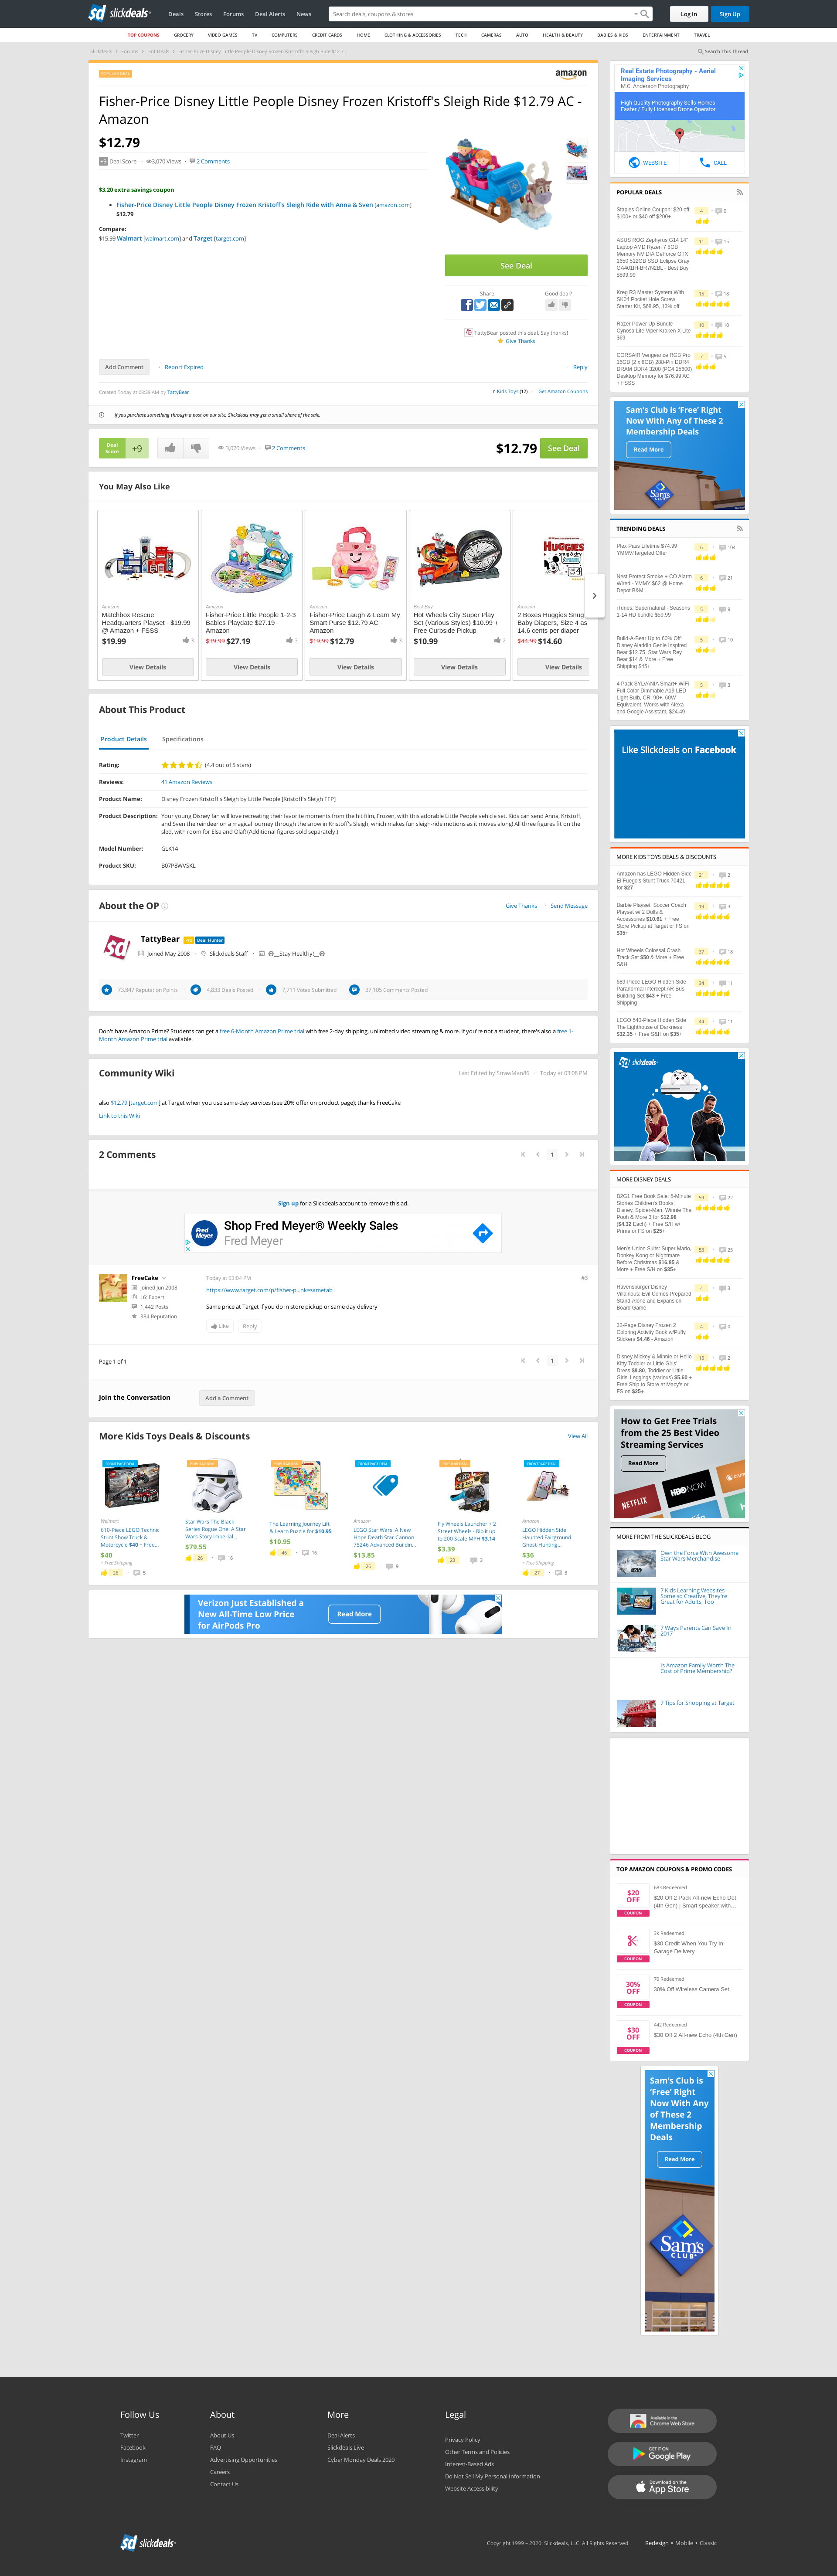 slickdeals
Deals
Stores
Forums
Deal Alerts
News
Search deals, coupons & stores
Log In
Sign Up
TOP COUPONS
GROCERY
VIDEO GAMES
TV
COMPUTERS
CREDIT CARDS
HOME
CLOTHING & ACCESSORIES
TECH
CAMERAS
AUTO
HEALTH & BEAUTY
BABIES & KIDS
ENTERTAINMENT
TRAVEL
Slickdeals
Forums
Hot Deals
Fisher-Price Disney Little People Disney Frozen Kristoff's Sleigh Ride $12.7...
Search This Thread
POPULAR DEAL
amazon
Fisher-Price Disney Little People Disney Frozen Kristoff's Sleigh Ride $12.79 AC -
Amazon
$12.79
+9 Deal Score
3,070 Views
2 Comments
$3.20 extra savings coupon
Fisher-Price Disney Little People Disney Frozen Kristoff's Sleigh Ride with Anna & Sven [amazon.com]
$12.79
Compare:
$15.99 Walmart [walmart.com] and Target [target.com]
See Deal
Share
Good deal?
TattyBear posted this deal. Say thanks!
Give Thanks
Add Comment
Report Expired
Reply
Created Today at 08:29 AM by TattyBear
in Kids Toys (12)
Get Amazon Coupons
If you purchase something through a post on our site, Slickdeals may get a small share of the sale.
Deal
Score
+9
3,070 Views
2 Comments
$12.79
See Deal
You May Also Like
Amazon
Matchbox Rescue
Headquarters Playset - $19.99
@ Amazon + FSSS
$19.99
3
View Details
Amazon
Fisher-Price Little People 1-2-3
Babies Playdate $27.19 -
Amazon
$39.99 $27.19
3
View Details
Amazon
Fisher-Price Laugh & Learn My
Smart Purse $12.79 AC -
Amazon
$19.99 $12.79
3
View Details
Best Buy
Hot Wheels City Super Play
Set (Various Styles) $10.99 +
Free Curbside Pickup
$10.99
2
View Details
Amazon
2 Boxes Huggies Snug
Baby Diapers, Size 4 as
14.6 cents per diaper
$44.99 $14.60
View Details
About This Product
Product Details
Specifications
Rating:
(4.4 out of 5 stars)
Reviews:
41 Amazon Reviews
Product Name:
Disney Frozen Kristoff's Sleigh by Little People [Kristoff's Sleigh FFP]
Product Description:
Your young Disney fan will love recreating their favorite moments from the hit film, Frozen, with this adorable Little People vehicle set. Kids can send Anna, Kristoff,
and Sven the reindeer on a magical journey through the snow in Kristoff's Sleigh, which makes fun sleigh-ride motions as it moves along All three figures fit on the
sled, with room for Elsa and Olaf! (Additional figures sold separately.)
Model Number:
GLK14
Product SKU:
B07P8WVSKL
About the OP
Give Thanks
Send Message
TattyBear
Pro
Deal Hunter
Joined May 2008
Slickdeals Staff
__Stay Healthy!__
73,847 Reputation Points
4,833 Deals Posted
7,711 Votes Submitted
37,105 Comments Posted
Don't have Amazon Prime? Students can get a free 6-Month Amazon Prime trial with free 2-day shipping, unlimited video streaming & more. If you're not a student, there's also a free 1-
Month Amazon Prime trial available.
Community Wiki
Last Edited by StrawMan86
Today at 03:08 PM
also $12.79 [target.com] at Target when you use same-day services (see 20% offer on product page); thanks FreeCake
Link to this Wiki
2 Comments
1
Sign up for a Slickdeals account to remove this ad.
Shop Fred Meyer® Weekly Sales
Fred Meyer
FreeCake
Joined Jun 2008
L6: Expert
1,442 Posts
384 Reputation
Today at 03:04 PM
#3
https://www.target.com/p/fisher-p...nk=sametab
Same price at Target if you do in store pickup or same day delivery
Like
Reply
Page 1 of 1
1
Join the Conversation
Add a Comment
More Kids Toys Deals & Discounts
View All
FRONTPAGE DEAL
Walmart
610-Piece LEGO Technic
Stunt Show Truck &
Motorcycle $40 + Free...
$40
+ Free Shipping
26
5
POPULAR DEAL
Star Wars The Black
Series Rogue One: A Star
Wars Story Imperial...
$79.55
26
16
POPULAR DEAL
The Learning Journey Lift
& Learn Puzzle for $10.95
$10.95
46
16
FRONTPAGE DEAL
Amazon
LEGO Star Wars: A New
Hope Death Star Cannon
75246 Advanced Buildin...
$13.85
26
9
POPULAR DEAL
Fly Wheels Launcher + 2
Street Wheels - Rip it up
to 200 Scale MPH $3.14
$3.39
23
3
FRONTPAGE DEAL
Amazon
LEGO Hidden Side
Haunted Fairground
Ghost-Hunting...
$36
+ Free Shipping
27
8
Verizon Just Established a
New All-Time Low Price
for AirPods Pro
Read More
Real Estate Photography - Aerial
Imaging Services
M.C. Anderson Photography
High Quality Photography Sells Homes
Faster / Fully Licensed Drone Operator
WEBSITE
CALL
POPULAR DEALS
Staples Online Coupon: $20 off
$100+ or $40 off $200+
4
0
ASUS ROG Zephyrus G14 14"
Laptop AMD Ryzen 7 8GB
Memory NVIDIA GeForce GTX
1650 512GB SSD Eclipse Gray
GA401IH-BR7N2BL - Best Buy
$899.99
11
15
Kreg R3 Master System With
SK04 Pocket Hole Screw
Starter Kit, $68.95, 13% off
15
18
Razer Power Up Bundle –
Cynosa Lite Viper Kraken X Lite
$69
10
10
CORSAIR Vengeance RGB Pro
16GB (2 x 8GB) 288-Pin DDR4
DRAM DDR4 3200 (PC4 25600)
Desktop Memory for $76.99 AC
+ FSSS
7
5
Sam's Club is 'Free' Right
Now With Any of These 2
Membership Deals
Read More
Sam's
TRENDING DEALS
Plex Pass Lifetime $74.99
YMMV/Targeted Offer
6
104
Nest Protect Smoke + CO Alarm
Wired - YMMV $62 @ Home
Depot B&M
6
21
iTunes: Supernatural - Seasons
1-14 HD bundle $59.99
5
9
Build-A-Bear Up to 60% Off:
Disney Aladdin Genie Inspired
Bear $12.75, Star Wars Rey
Bear $14 & More + Free
Shipping $45+
5
10
4 Pack SYLVANIA Smart+ WiFi
Full Color Dimmable A19 LED
Light Bulb, CRI 90+, 60W
Equivalent, Works with Alexa
and Google Assistant, $24.49
5
3
Like Slickdeals on Facebook
MORE KIDS TOYS DEALS & DISCOUNTS
Amazon has LEGO Hidden Side
El Fuego's Stunt Truck 70421
for $27
21
2
Barbie Playset: Soccer Coach
Playset w/ 2 Dolls &
Accessories $10.61 + Free
Store Pickup at Target or FS on
$35+
19
3
Hot Wheels Colossal Crash
Track Set $50 & More + Free
S&H
37
18
689-Piece LEGO Hidden Side
Paranormal Intercept AR Bus
Building Set $43 + Free
Shipping
34
11
LEGO 540-Piece Hidden Side
The Lighthouse of Darkness
$32.35 + Free S&H on $35+
44
11
slickdeals
MORE DISNEY DEALS
B2G1 Free Book Sale: 5-Minute
Stories Children's Books:
Disney, Spider-Man, Winnie The
Pooh & More 3 for $12.98
($4.32 Each) + Free S/H w/
Prime or FS on $25+
59
22
Men's Union Suits: Super Mario,
Donkey Kong or Nightmare
Before Christmas $16.85 &
More + Free S/H on $35+
53
25
Ravensburger Disney
Villainous: Evil Comes Prepared
Stand-Alone and Expansion
Board Game
4
3
32-Page Disney Frozen 2
Coloring Activity Book w/Puffy
Stickers $4.46 - Amazon
4
0
Disney Mickey & Minnie or Hello
Kitty Toddler or Little Girls'
Dress $9.80, Toddler or Little
Girls' Leggings (various) $5.60 +
Free Ship to Store at Macy's or
FS on $25+
15
2
How to Get Free Trials
from the 25 Best Video
Streaming Services
Read More
NETFLIX
HBO NOW
MORE FROM THE SLICKDEALS BLOG
Own the Force With Awesome
Star Wars Merchandise
7 Kids Learning Websites –
Some so Creative, They're
Great for Adults, Too
7 Ways Parents Can Save In
2017
Is Amazon Family Worth The
Cost of Prime Membership?
7 Tips for Shopping at Target
TOP AMAZON COUPONS & PROMO CODES
$20
OFF
COUPON
683 Redeemed
$20 Off 2 Pack All-new Echo Dot
(4th Gen) | Smart speaker with...
COUPON
36 Redeemed
$30 Credit When You Try In-
Garage Delivery
30%
OFF
COUPON
70 Redeemed
30% Off Wireless Camera Set
$30
OFF
COUPON
442 Redeemed
$30 Off 2 All-new Echo (4th Gen)
Sam's Club is
'Free' Right
Now With Any
of These 2
Membership
Deals
Read More
Sam's
CLUB
Follow Us
Twitter
Facebook
Instagram
About
About Us
FAQ
Advertising Opportunities
Careers
Contact Us
More
Deal Alerts
Slickdeals Live
Cyber Monday Deals 2020
Legal
Privacy Policy
Other Terms and Policies
Interest-Based Ads
Do Not Sell My Personal Information
Website Accessibility
Available in the
Chrome Web Store
GET IT ON
Google Play
Download on the
App Store
slickdeals
Copyright 1999 – 2020. Slickdeals, LLC. All Rights Reserved.
Redesign • Mobile • Classic